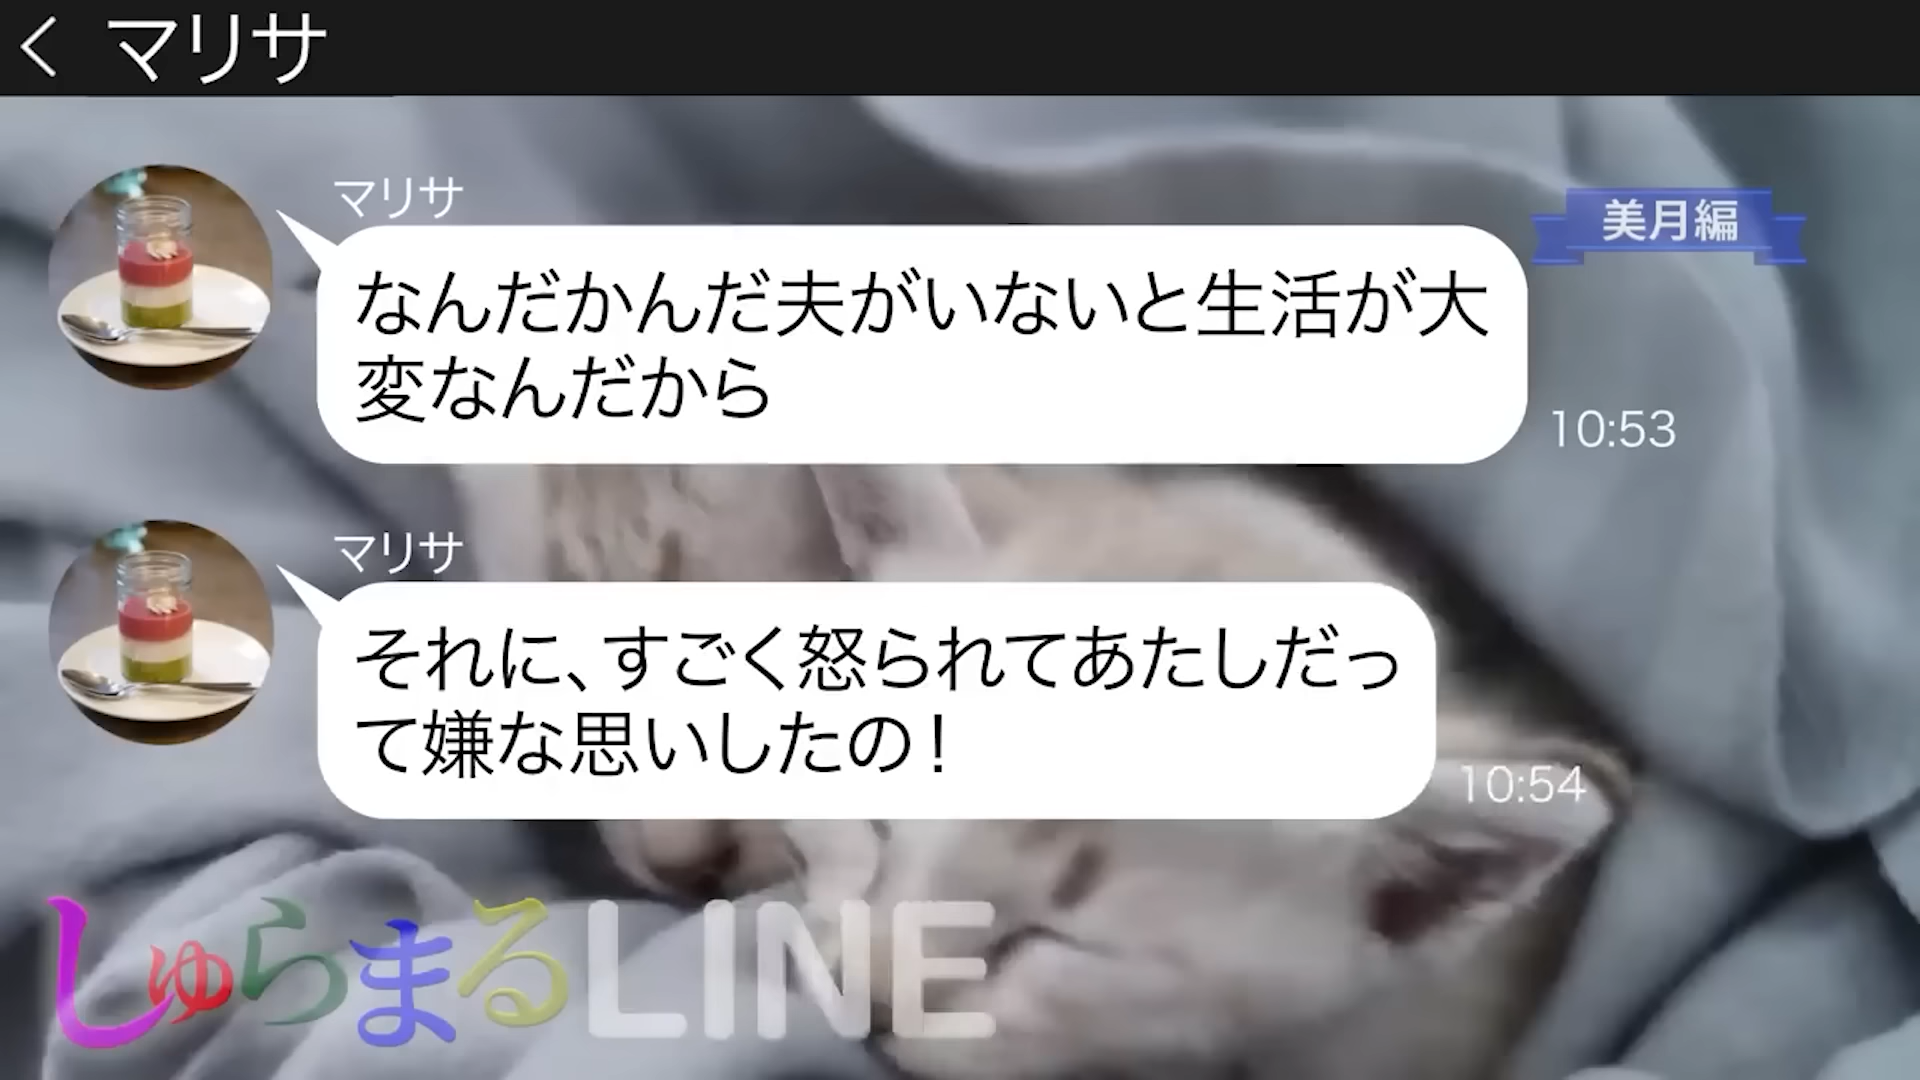 マリサ
マリサ
美月編
なんだかんだ夫がいないと生活が大
変なんだから
10:53
マリサ
それに、すごく怒られてあたしだっ
て嫌な思いしたの！
10:54
しゅらまるLINE